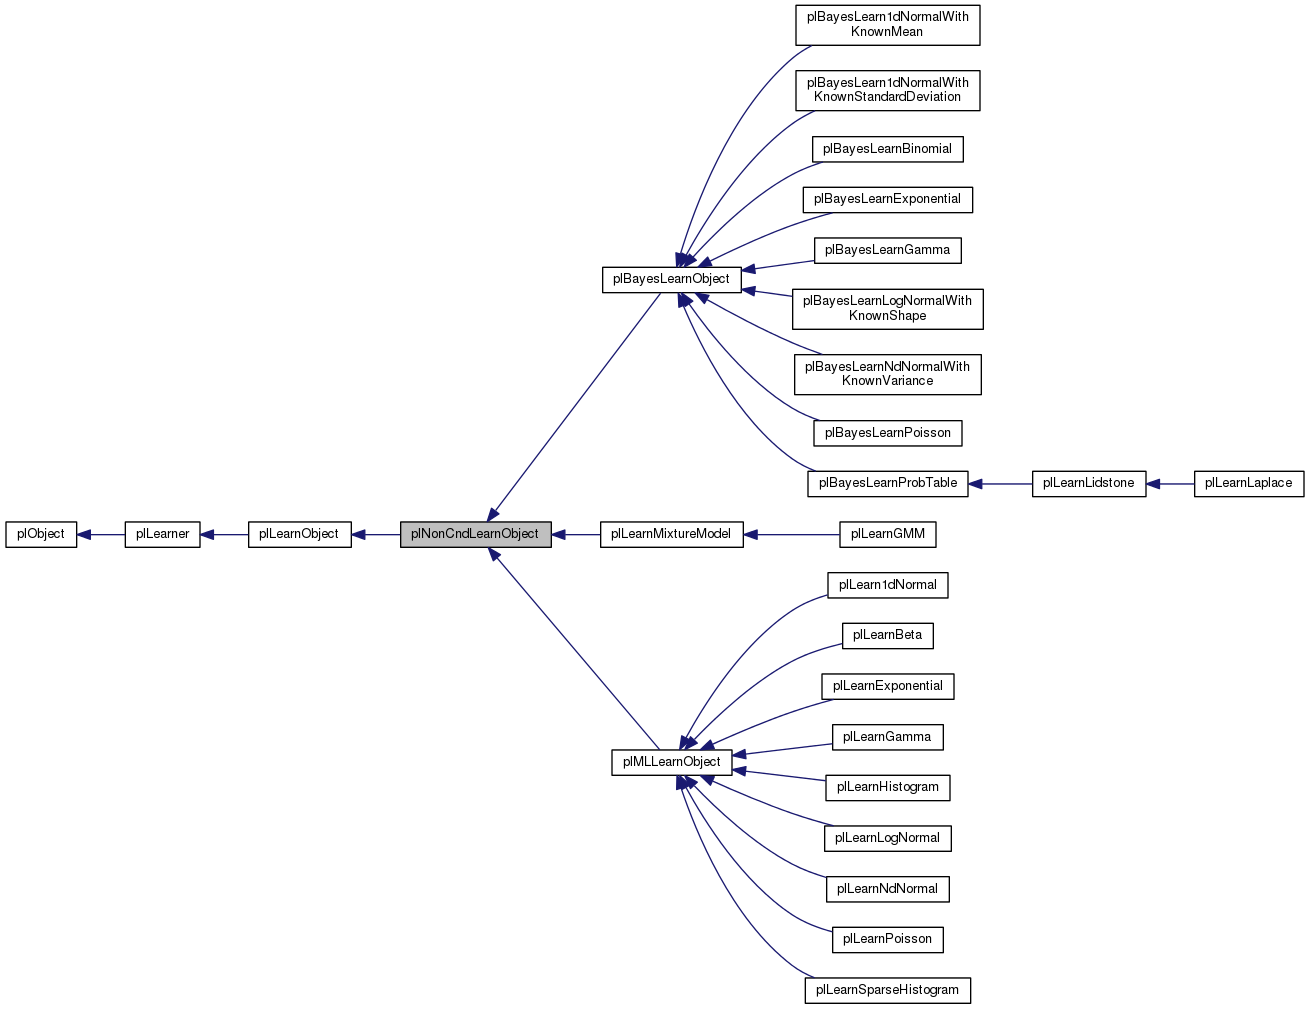 plBayesLearn1dNormalWith
KnownMean
plBayesLearn1dNormalWith
KnownStandardDeviation
plBayesLearnBinomial
plBayesLearnExponential
plBayesLearnGamma
plBayesLearnObject
plBayesLearnLogNormalWith
KnownShape
plBayesLearnNdNormalWith
KnownVariance
plBayesLearnPoisson
plBayesLearnProbTable
plLearnLidstone
plLearnLaplace
plObject
plLearner
plLearnObject
plNonCndLearnObject
plLearnMixtureModel
plLearnGMM
plLearn1dNormal
plLearnBeta
plLearnExponential
plLearnGamma
plMLLearnObject
plLearnHistogram
plLearnLogNormal
plLearnNdNormal
plLearnPoisson
plLearnSparseHistogram